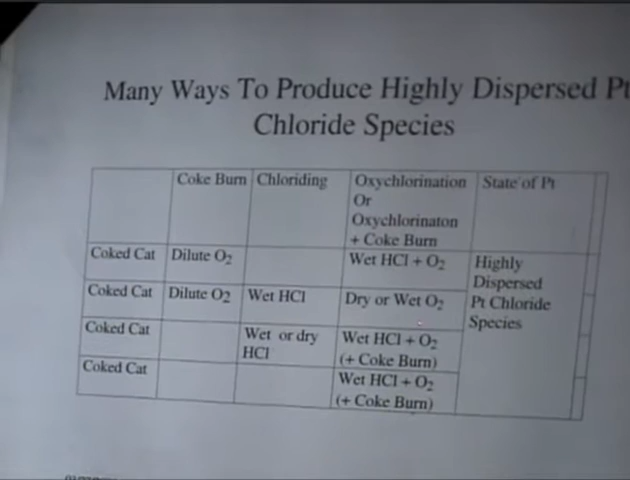 Many Ways To Produce Highly Dispersed Pt
Chloride Species
Coke Burn Chloriding Oxychlorination State of Pt
Or
Oxychlorinaton
+ Coke Burn
Coked Cat Dilute O2 Wet HCl + O2 Highly
Dispersed
Coked Cat Dilute O2 Wet HCl Dry or Wet O2 Pt Chloride
Species
Coked Cat Wet or dry Wet HCl + O2
HCl (+ Coke Burn)
Coked Cat Wet HCl + O2
(+ Coke Burn)